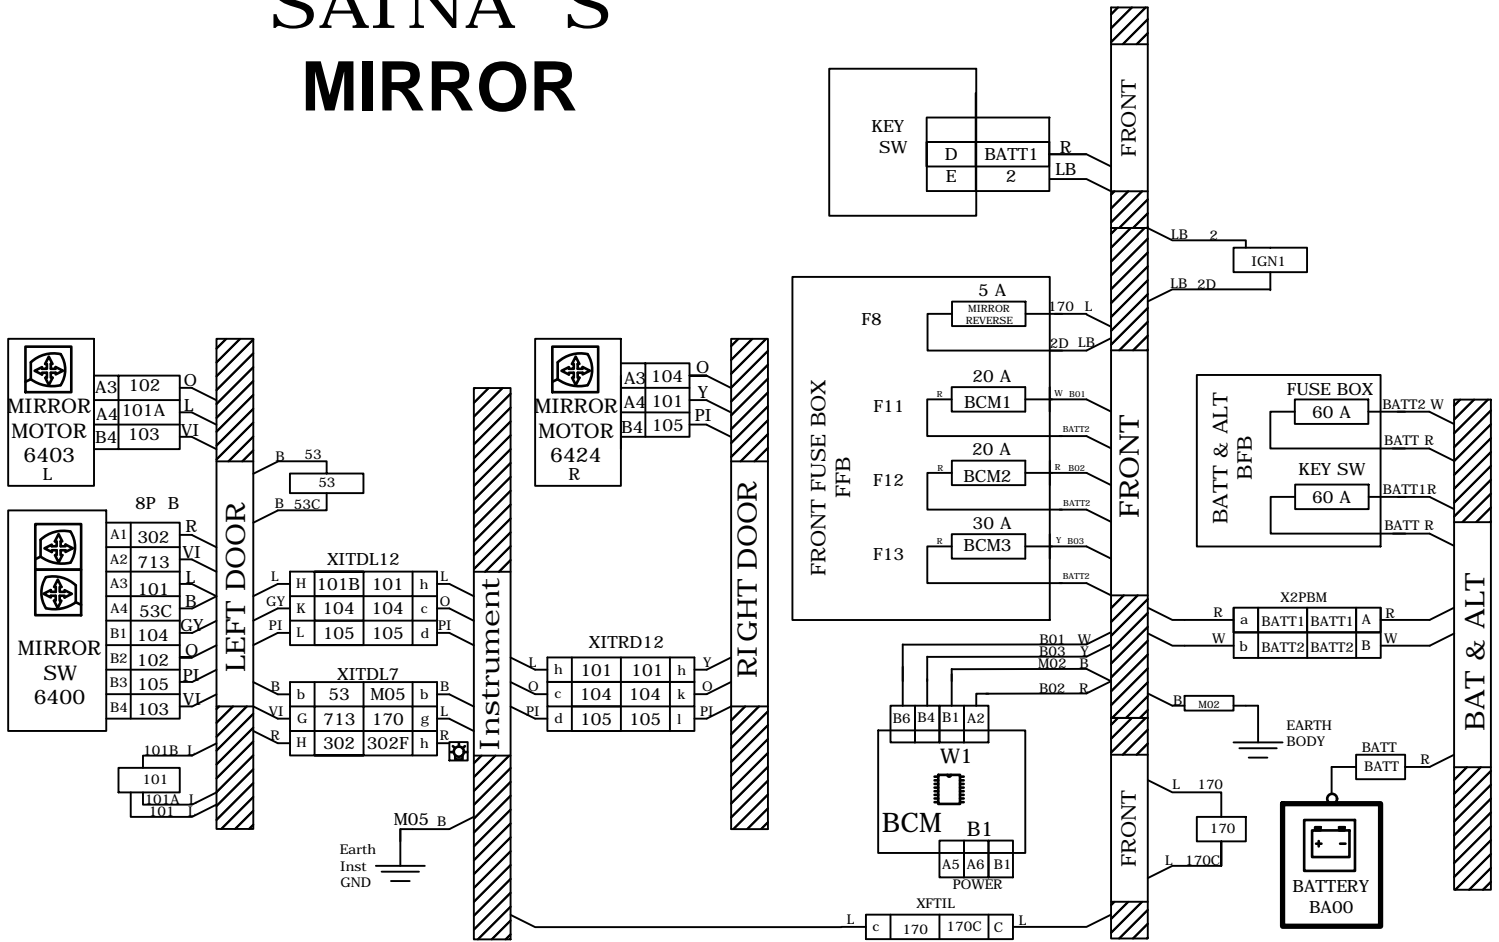 SAINA S
MIRROR
KEY
SW
D BATT1 R
E 2 LB
FRONT
LB 2
IGN1
LB 2D
FRONT FUSE BOX
FFB
F8
5 A
MIRROR
REVERSE
170 L
2D LB
F11
20 A
R BCM1 W B01
BATT2
F12
20 A
R BCM2 R B02
BATT2
F13
30 A
R BCM3 Y B03
BATT2
FRONT
BATT & ALT
BFB
FUSE BOX
60 A
BATT2 W
BATT R
KEY SW
60 A
BATT1R
BATT R
BAT & ALT
MIRROR
MOTOR
6403
L
A3 102 O
A4 101A L
B4 103 VI
8P B
MIRROR
SW
6400
A1 302 R
A2 713 VI
A3 101 L
A4 53C B
B1 104 GY
B2 102 O
B3 105 PI
B4 103 VI
LEFT DOOR
B 53
53
B 53C
101B L
101
101A L
101 L
XITDL12
L H 101B 101 h L
GY K 104 104 c O
PI L 105 105 d PI
XITDL7
B b 53 M05 b B
VI G 713 170 g L
R H 302 302F h R
Instrument
M05 B
Earth
Inst
GND
MIRROR
MOTOR
6424
R
A3 104 O
A4 101 Y
B4 105 PI
RIGHT DOOR
XITRD12
L h 101 101 h Y
O c 104 104 k O
PI d 105 105 l PI
B01 W
B03 Y
M02 B
B02 R
B6 B4 B1 A2
W1
BCM
B1
A5 A6 B1
POWER
X2PBM
R a BATT1 BATT1 A R
W b BATT2 BATT2 B W
B M02
EARTH
BODY
BATT
BATT R
BATTERY
BA00
FRONT
L 170
170
L 170C
XFTIL
L c 170 170C C L